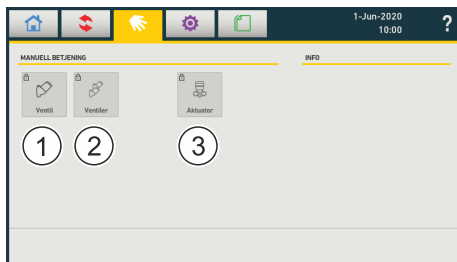 1-Jun-2020
10:00
?
MANUELL BETJENING
INFO
Ventil
Ventiler
Aktuator
1
2
3